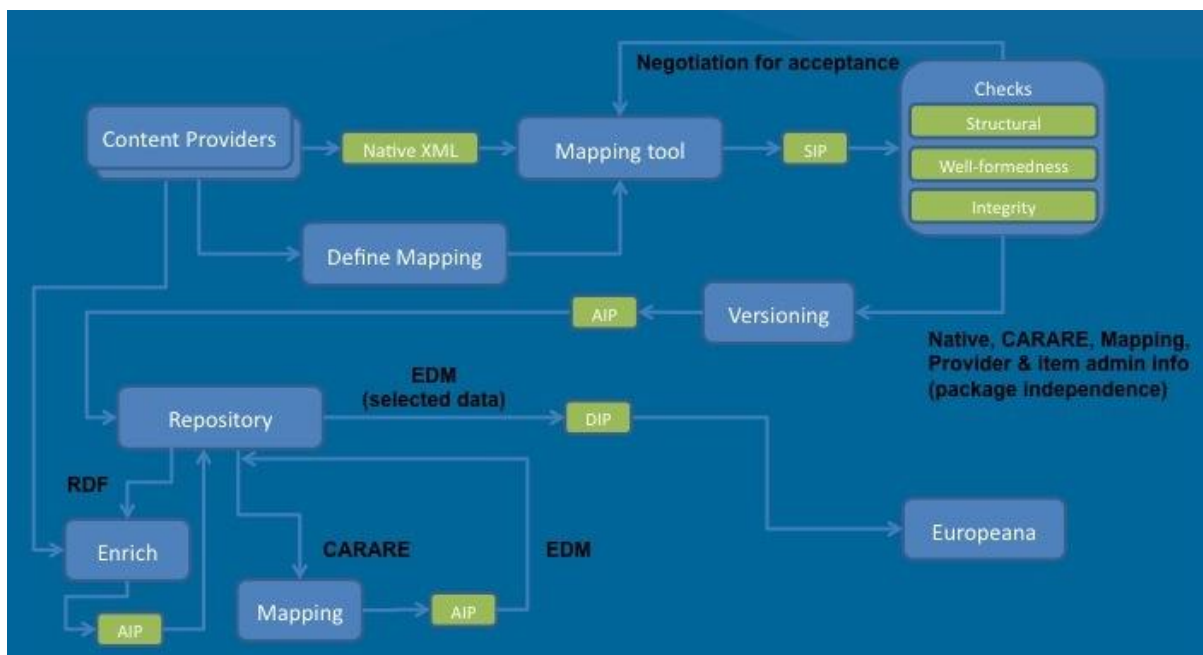 Negotiation for acceptance
Checks
Content Providers
Native XML
Mapping tool
SIP
Structural
Well-formedness
Integrity
Define Mapping
AIP
Versioning
Native, CARARE, Mapping,
Provider & item admin info
(package independence)
EDM
(selected data)
Repository
DIP
RDF
Enrich
CARARE
EDM
Europeana
Mapping
AIP
AIP